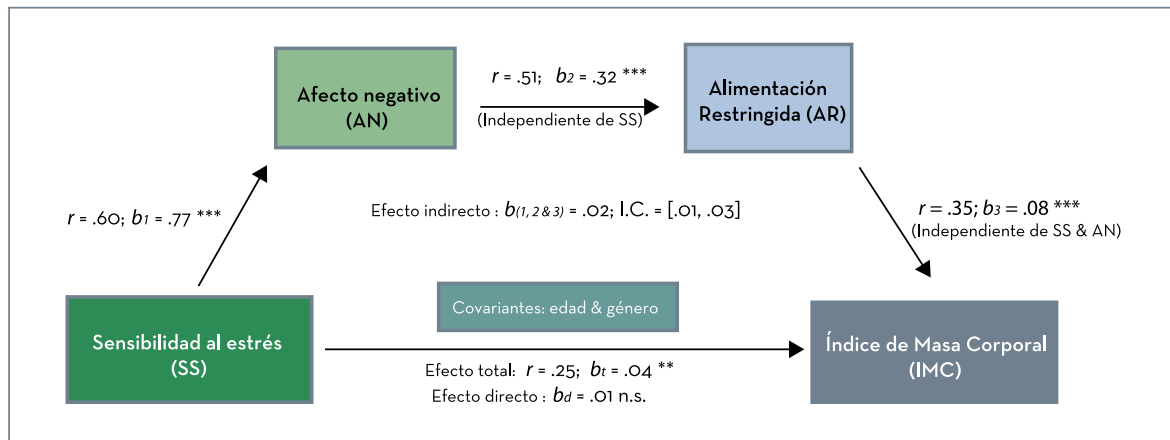 Afecto negativo
(AN)
r = .51; b2 = .32 ***
(Independiente de SS)
Alimentación
Restringida (AR)
r = .60; b1 = .77 ***
Efecto indirecto : b(1, 2 & 3) = .02; I.C. = [.01, .03]
r = .35; b3 = .08 ***
(Independiente de SS & AN)
Sensibilidad al estrés
(SS)
Covariantes: edad & género
Efecto total: r = .25; bt = .04 **
Efecto directo : bd = .01 n.s.
Índice de Masa Corporal
(IMC)